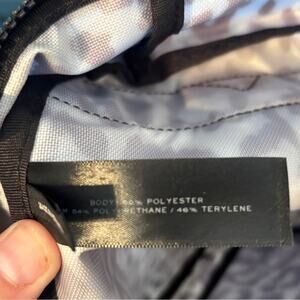 BODY: 60% POLYESTER
54% POLYURETHANE / 46% TERYLENE